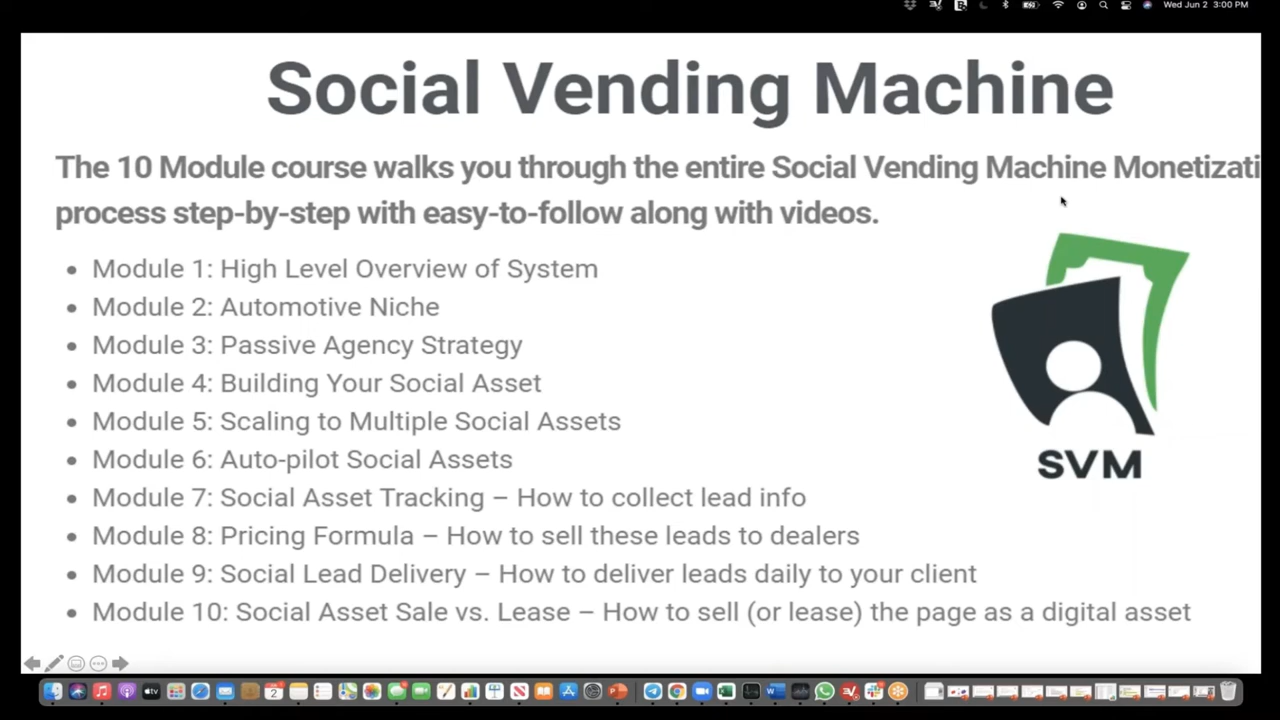 Wed Jun 2 3:00 PM
Social Vending Machine
The 10 Module course walks you through the entire Social Vending Machine Monetizati
process step-by-step with easy-to-follow along with videos.
• Module 1: High Level Overview of System
• Module 2: Automotive Niche
• Module 3: Passive Agency Strategy
• Module 4: Building Your Social Asset
• Module 5: Scaling to Multiple Social Assets
• Module 6: Auto-pilot Social Assets
• Module 7: Social Asset Tracking – How to collect lead info
• Module 8: Pricing Formula – How to sell these leads to dealers
• Module 9: Social Lead Delivery – How to deliver leads daily to your client
• Module 10: Social Asset Sale vs. Lease – How to sell (or lease) the page as a digital asset
SVM